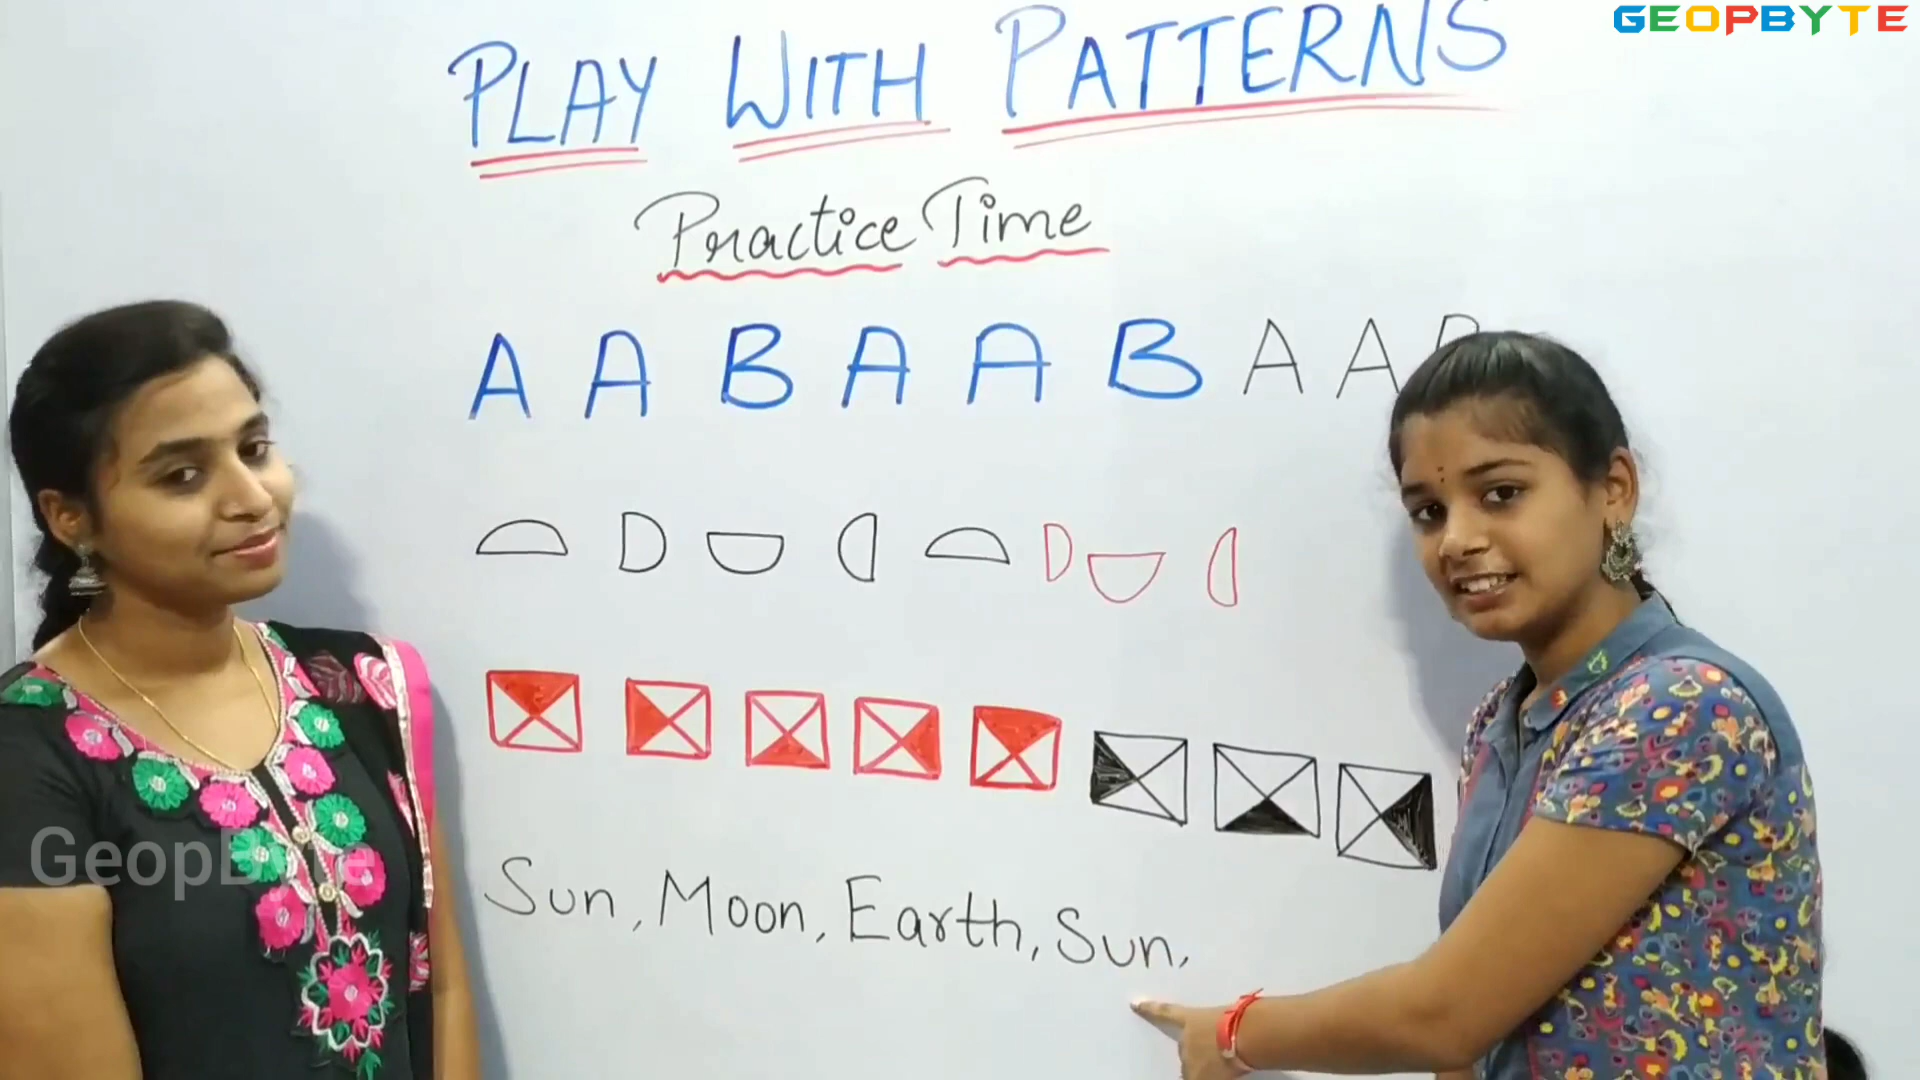 GEOPBYTE
PLAY WITH PATTERNS
Practice Time
A A B A A B A A B
Sun, Moon, Earth, Sun,
GeopByte